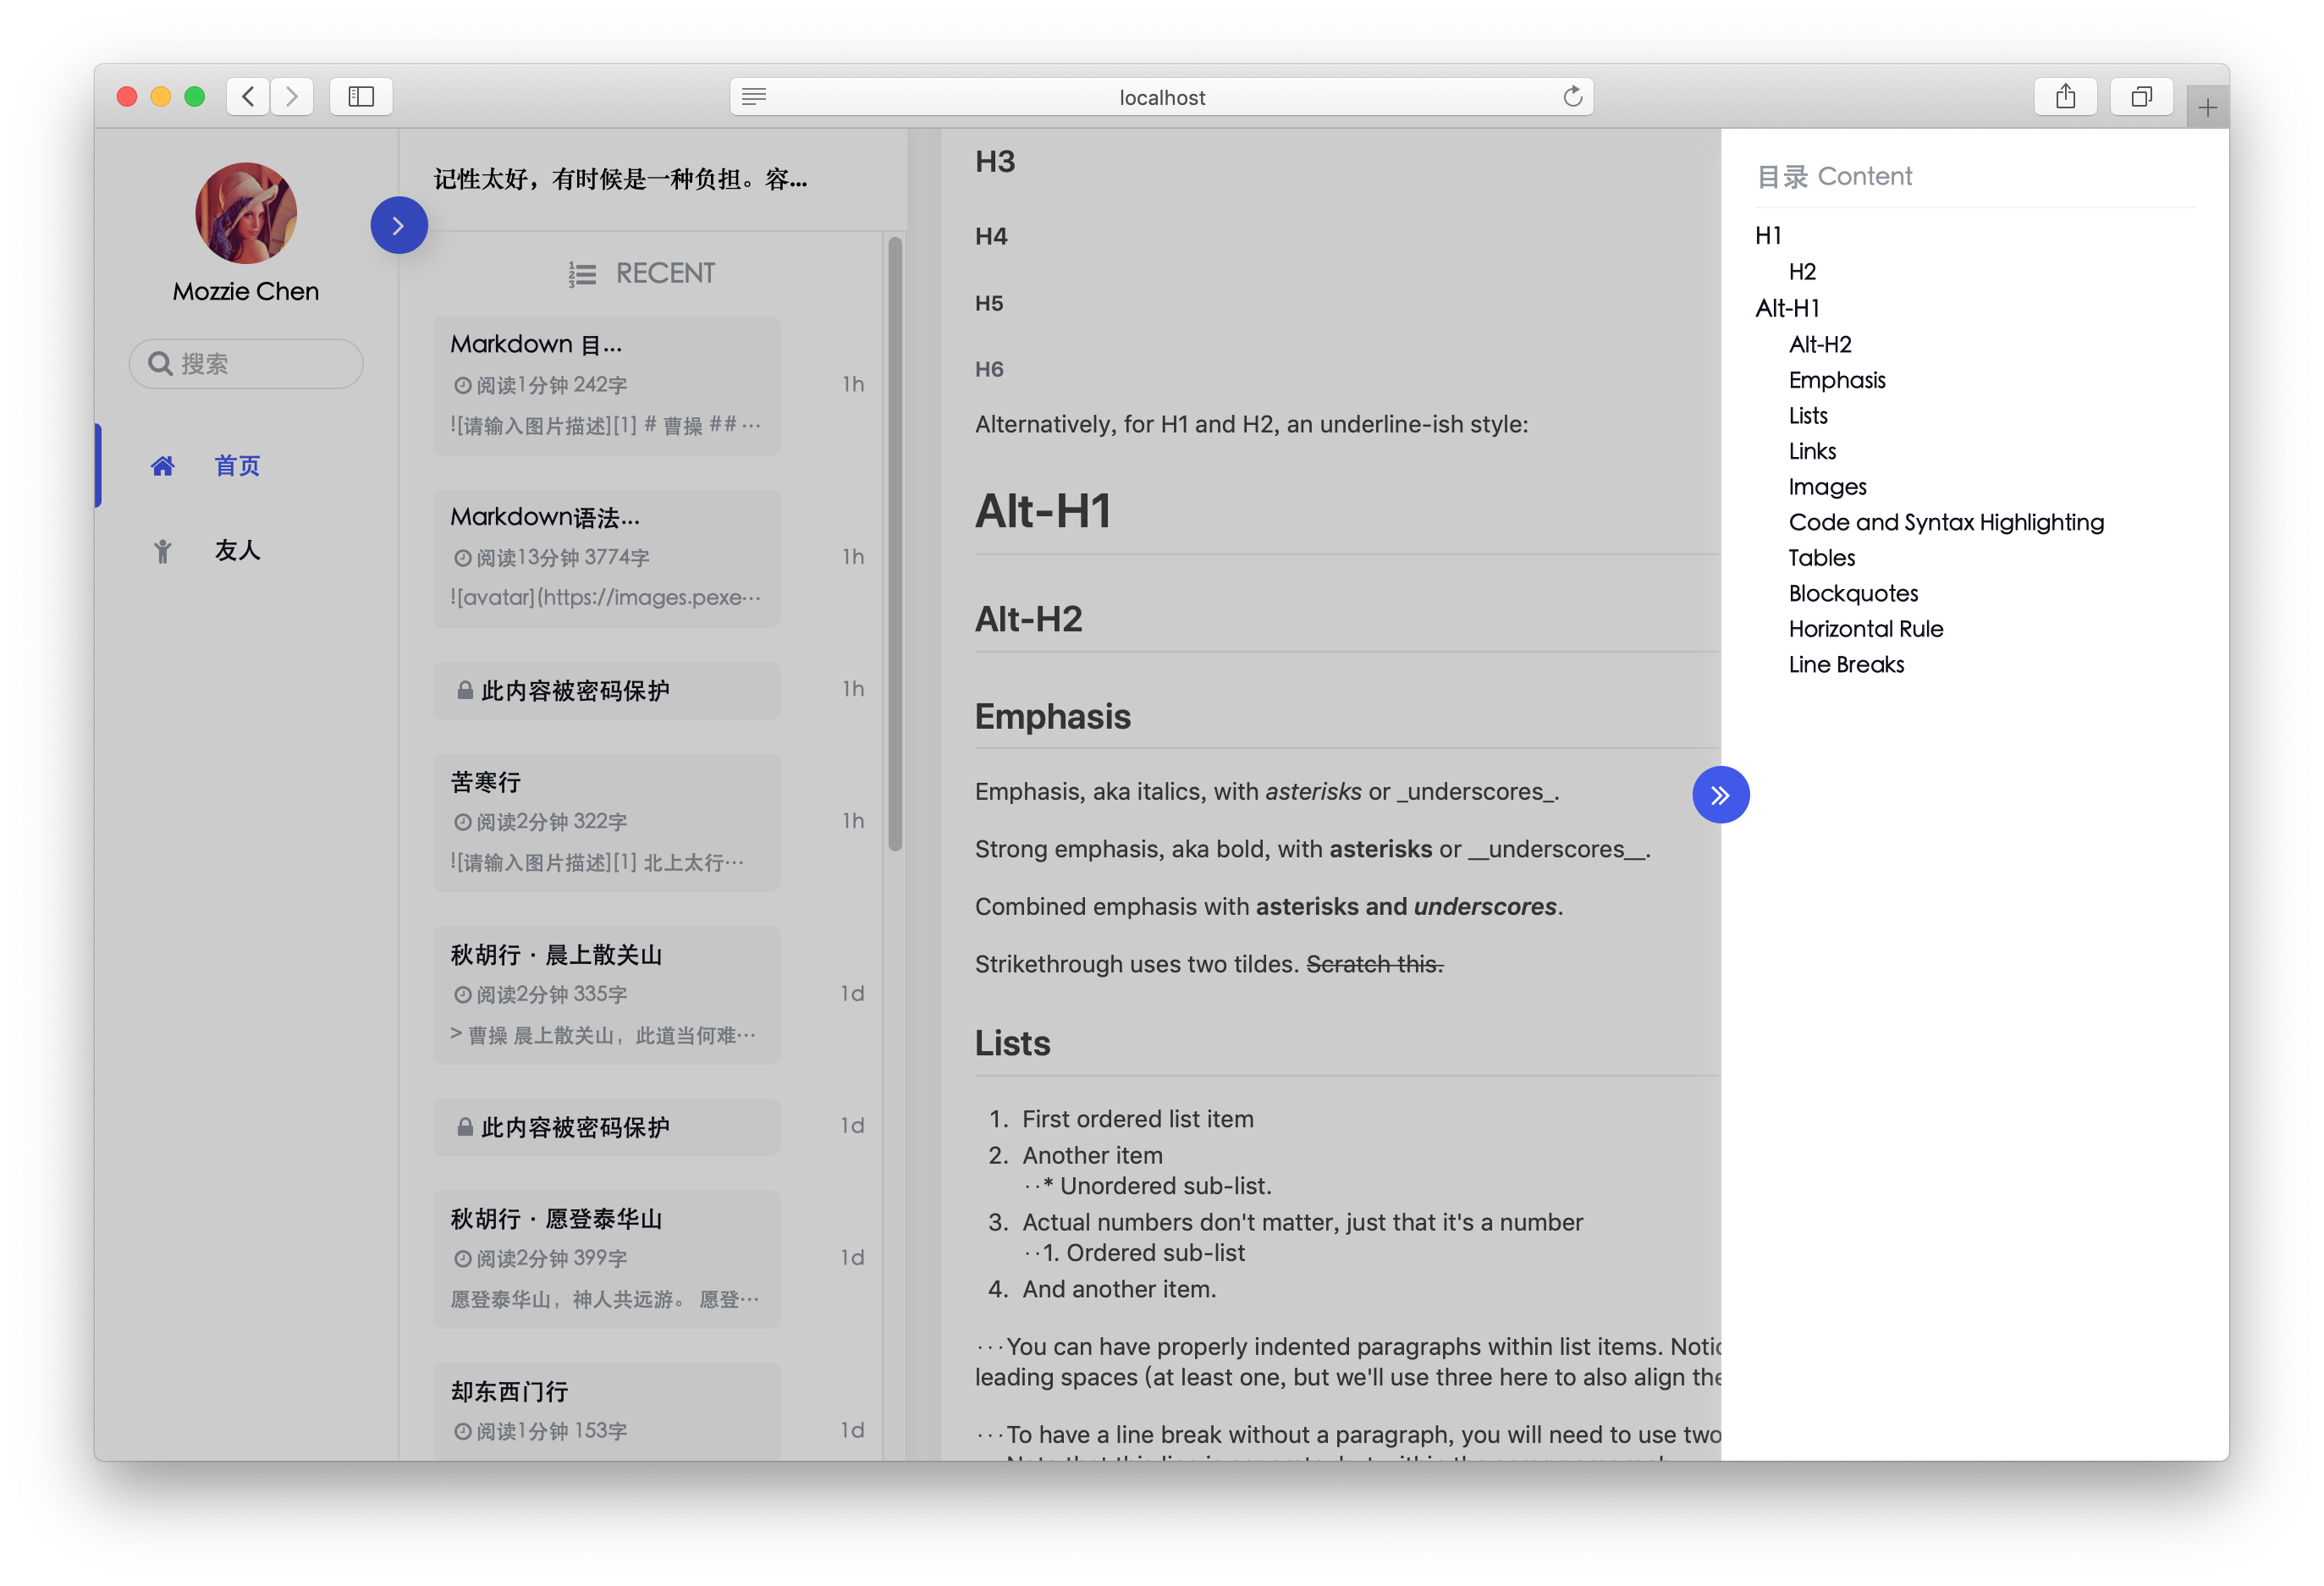 localhost
Mozzie Chen
搜索
首页
友人
记性太好，有时候是一种负担。容...
RECENT
Markdown 目...
阅读1分钟 242字
1h
![请输入图片描述][1] # 曹操 ## ...
Markdown语法...
阅读13分钟 3774字
1h
![avatar](https://images.pexe...
此内容被密码保护
1h
苦寒行
阅读2分钟 322字
1h
![请输入图片描述][1] 北上太行...
秋胡行 · 晨上散关山
阅读2分钟 335字
1d
> 曹操 晨上散关山，此道当何难...
此内容被密码保护
1d
秋胡行 · 愿登泰华山
阅读2分钟 399字
1d
愿登泰华山，神人共远游。 愿登...
却东西门行
阅读1分钟 153字
1d
H3
H4
H5
H6
Alternatively, for H1 and H2, an underline-ish style:
Alt-H1
Alt-H2
Emphasis
Emphasis, aka italics, with asterisks or _underscores_.
Strong emphasis, aka bold, with asterisks or __underscores__.
Combined emphasis with asterisks and underscores.
Strikethrough uses two tildes. Scratch this.
Lists
1. First ordered list item
2. Another item
··* Unordered sub-list.
3. Actual numbers don't matter, just that it's a number
··1. Ordered sub-list
4. And another item.
···You can have properly indented paragraphs within list items. Notic
leading spaces (at least one, but we'll use three here to also align the
···To have a line break without a paragraph, you will need to use two
目录 Content
H1
H2
Alt-H1
Alt-H2
Emphasis
Lists
Links
Images
Code and Syntax Highlighting
Tables
Blockquotes
Horizontal Rule
Line Breaks